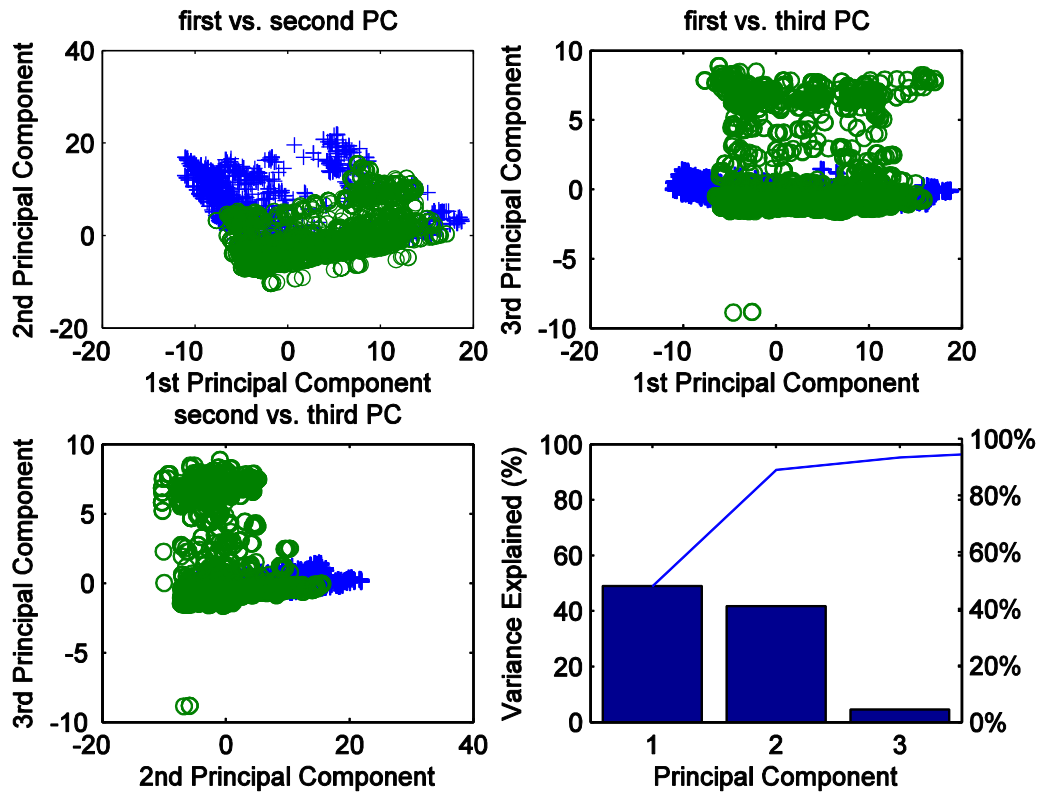 first vs. second PC
2nd Principal Component
40
20
0
-20
-20 -10 0 10 20
1st Principal Component
first vs. third PC
3rd Principal Component
10
5
0
-5
-10
-20 -10 0 10 20
1st Principal Component
second vs. third PC
3rd Principal Component
10
5
0
-5
-10
-20 0 20 40
2nd Principal Component
Variance Explained (%)
100
80
60
40
20
0
100%
80%
60%
40%
20%
0%
1 2 3
Principal Component